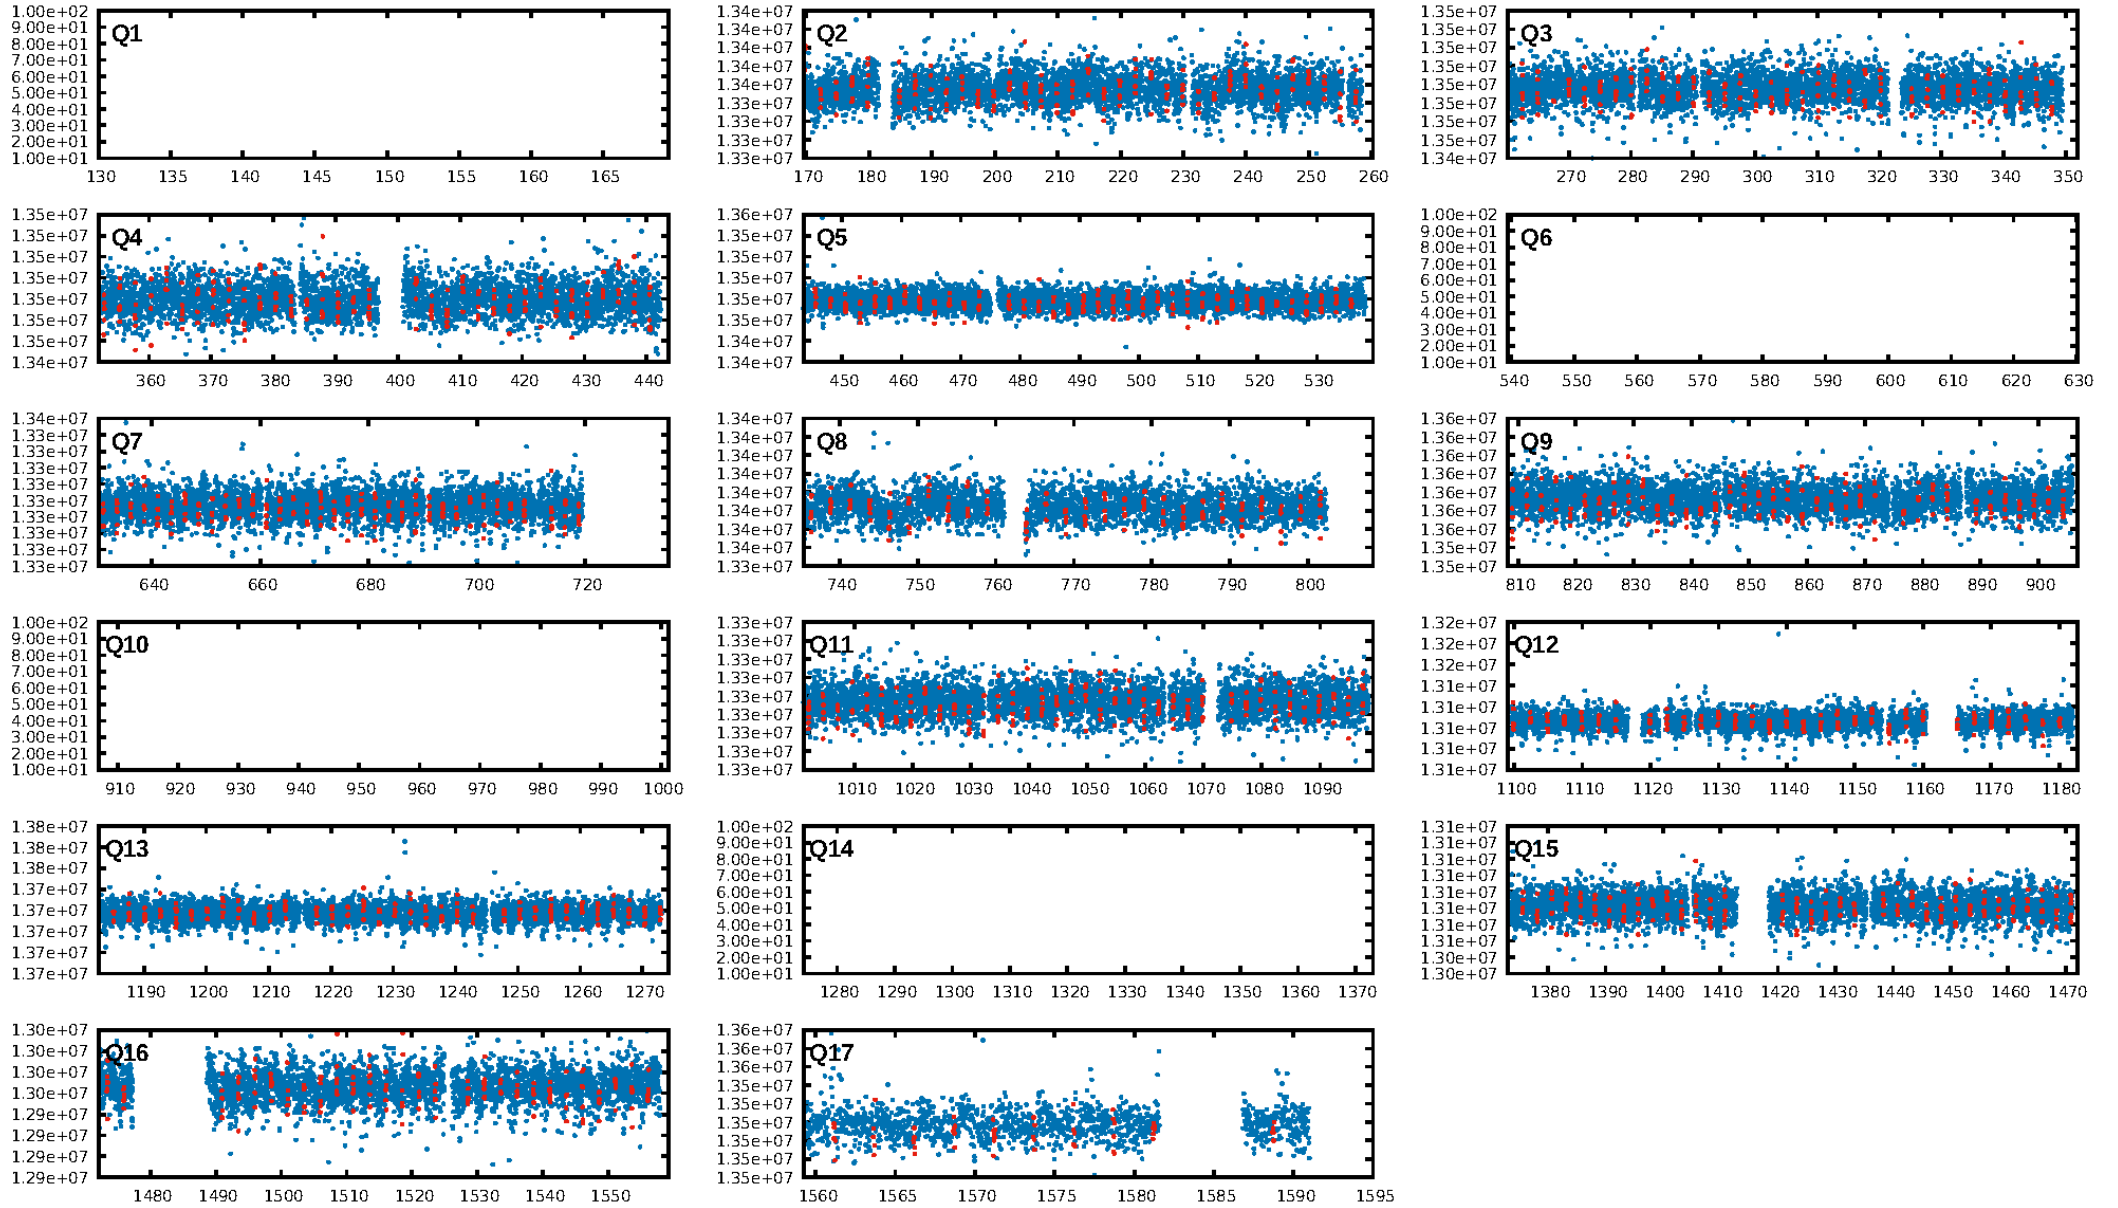 1.00e+02 9.00e+01 8.00e+01 7.00e+01 6.00e+01 5.00e+01 4.00e+01 3.00e+01 2.00e+01 1.00e+01
Q1
130 135 140 145 150 155 160 165
1.34e+07 1.34e+07 1.34e+07 1.34e+07 1.34e+07 1.33e+07 1.33e+07 1.33e+07 1.33e+07
Q2
170 180 190 200 210 220 230 240 250 260
1.35e+07 1.35e+07 1.35e+07 1.35e+07 1.35e+07 1.35e+07 1.35e+07 1.35e+07 1.34e+07
Q3
270 280 290 300 310 320 330 340 350
1.35e+07 1.35e+07 1.35e+07 1.35e+07 1.35e+07 1.35e+07 1.35e+07 1.34e+07
Q4
360 370 380 390 400 410 420 430 440
1.36e+07 1.35e+07 1.35e+07 1.35e+07 1.35e+07 1.35e+07 1.34e+07 1.34e+07
Q5
450 460 470 480 490 500 510 520 530
1.00e+02 9.00e+01 8.00e+01 7.00e+01 6.00e+01 5.00e+01 4.00e+01 3.00e+01 2.00e+01 1.00e+01
Q6
540 550 560 570 580 590 600 610 620 630
1.34e+07 1.33e+07 1.33e+07 1.33e+07 1.33e+07 1.33e+07 1.33e+07 1.33e+07 1.33e+07 1.33e+07
Q7
640 660 680 700 720
1.34e+07 1.34e+07 1.34e+07 1.34e+07 1.34e+07 1.34e+07 1.34e+07 1.34e+07 1.33e+07
Q8
740 750 760 770 780 790 800
1.36e+07 1.36e+07 1.36e+07 1.36e+07 1.36e+07 1.36e+07 1.36e+07 1.35e+07 1.35e+07
Q9
810 820 830 840 850 860 870 880 890 900
1.00e+02 9.00e+01 8.00e+01 7.00e+01 6.00e+01 5.00e+01 4.00e+01 3.00e+01 2.00e+01 1.00e+01
Q10
910 920 930 940 950 960 970 980 990 1000
1.33e+07 1.33e+07 1.33e+07 1.33e+07 1.33e+07 1.33e+07 1.33e+07 1.33e+07 1.33e+07
Q11
1010 1020 1030 1040 1050 1060 1070 1080 1090
1.32e+07 1.32e+07 1.32e+07 1.31e+07 1.31e+07 1.31e+07 1.31e+07 1.31e+07
Q12
1100 1110 1120 1130 1140 1150 1160 1170 1180
1.38e+07 1.38e+07 1.38e+07 1.37e+07 1.37e+07 1.37e+07 1.37e+07 1.37e+07
Q13
1190 1200 1210 1220 1230 1240 1250 1260 1270
1.00e+02 9.00e+01 8.00e+01 7.00e+01 6.00e+01 5.00e+01 4.00e+01 3.00e+01 2.00e+01 1.00e+01
Q14
1280 1290 1300 1310 1320 1330 1340 1350 1360 1370
1.31e+07 1.31e+07 1.31e+07 1.31e+07 1.31e+07 1.31e+07 1.31e+07 1.30e+07 1.30e+07
Q15
1380 1390 1400 1410 1420 1430 1440 1450 1460 1470
1.30e+07 1.30e+07 1.30e+07 1.30e+07 1.29e+07 1.29e+07 1.29e+07 1.29e+07
Q16
1480 1490 1500 1510 1520 1530 1540 1550
1.36e+07 1.36e+07 1.36e+07 1.35e+07 1.35e+07 1.35e+07 1.35e+07 1.35e+07 1.35e+07
Q17
1560 1565 1570 1575 1580 1585 1590 1595